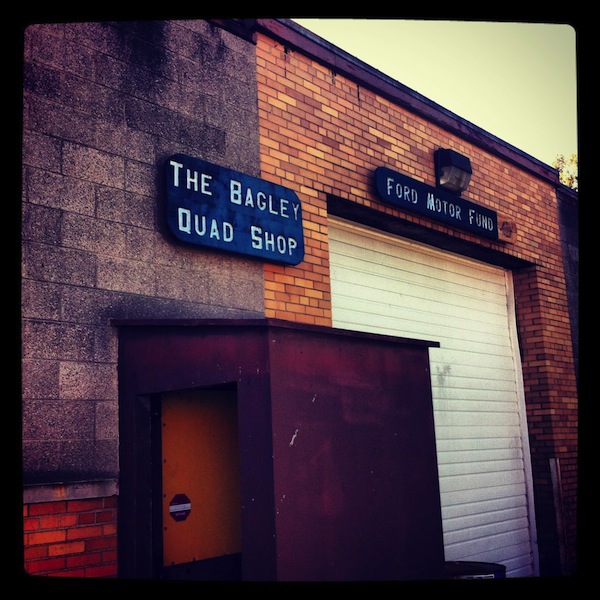 The Bagley
Quad Shop
Ford Motor Fund